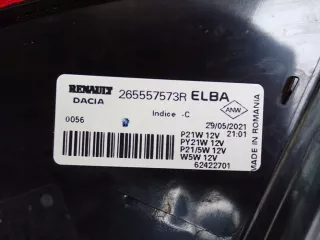 RENAULT 265557573R ELBA
DACIA
Indice -C
ANW
0056
29/05/2021
21:01
P21W 12V
PY21W 12V
P21/5W 12V
W5W 12V
62422701
MADE IN ROMANIA